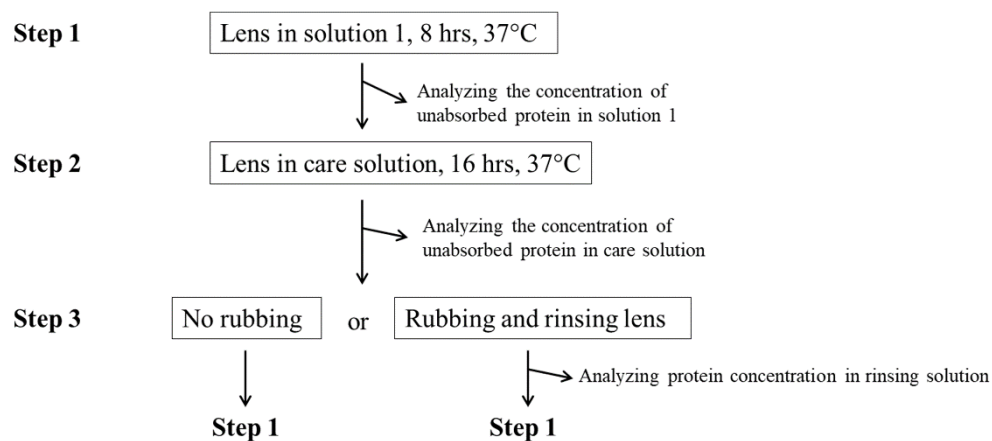 Step 1
Lens in solution 1, 8 hrs, 37°C
Analyzing the concentration of
unabsorbed protein in solution 1
Step 2
Lens in care solution, 16 hrs, 37°C
Analyzing the concentration of
unabsorbed protein in care solution
Step 3
No rubbing
or
Rubbing and rinsing lens
Analyzing protein concentration in rinsing solution
Step 1
Step 1